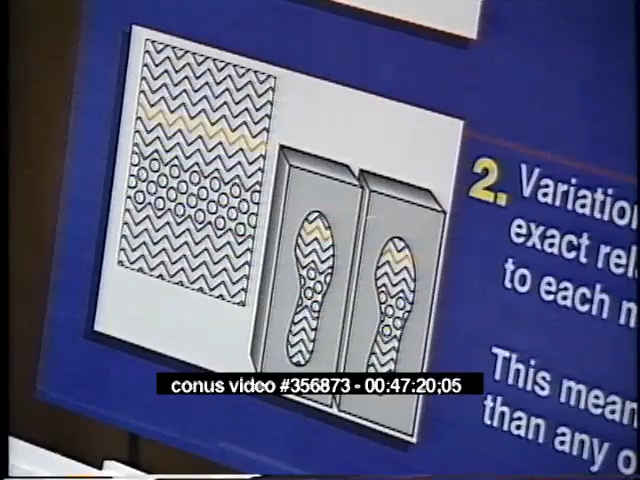 2. Variation
exact rel
to each n
This mean
than any o
conus video #356873 - 00:47:20;05